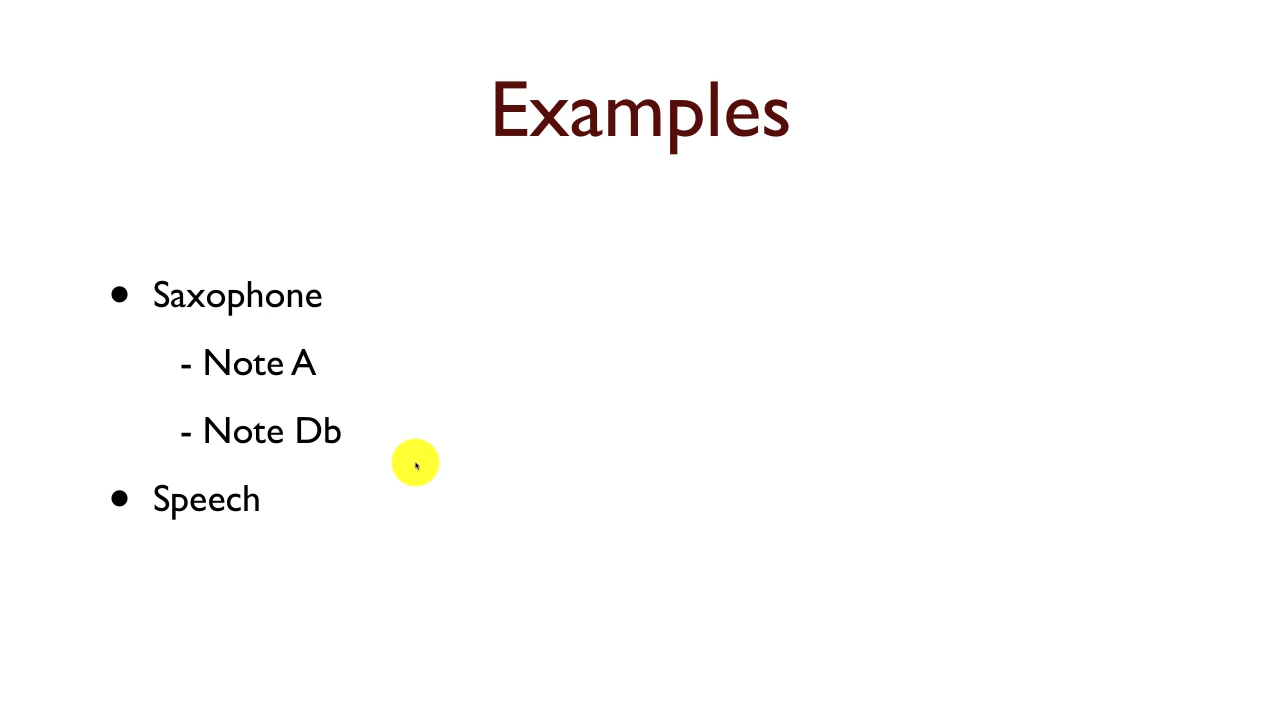 Examples
• Saxophone
- Note A
- Note Db
• Speech